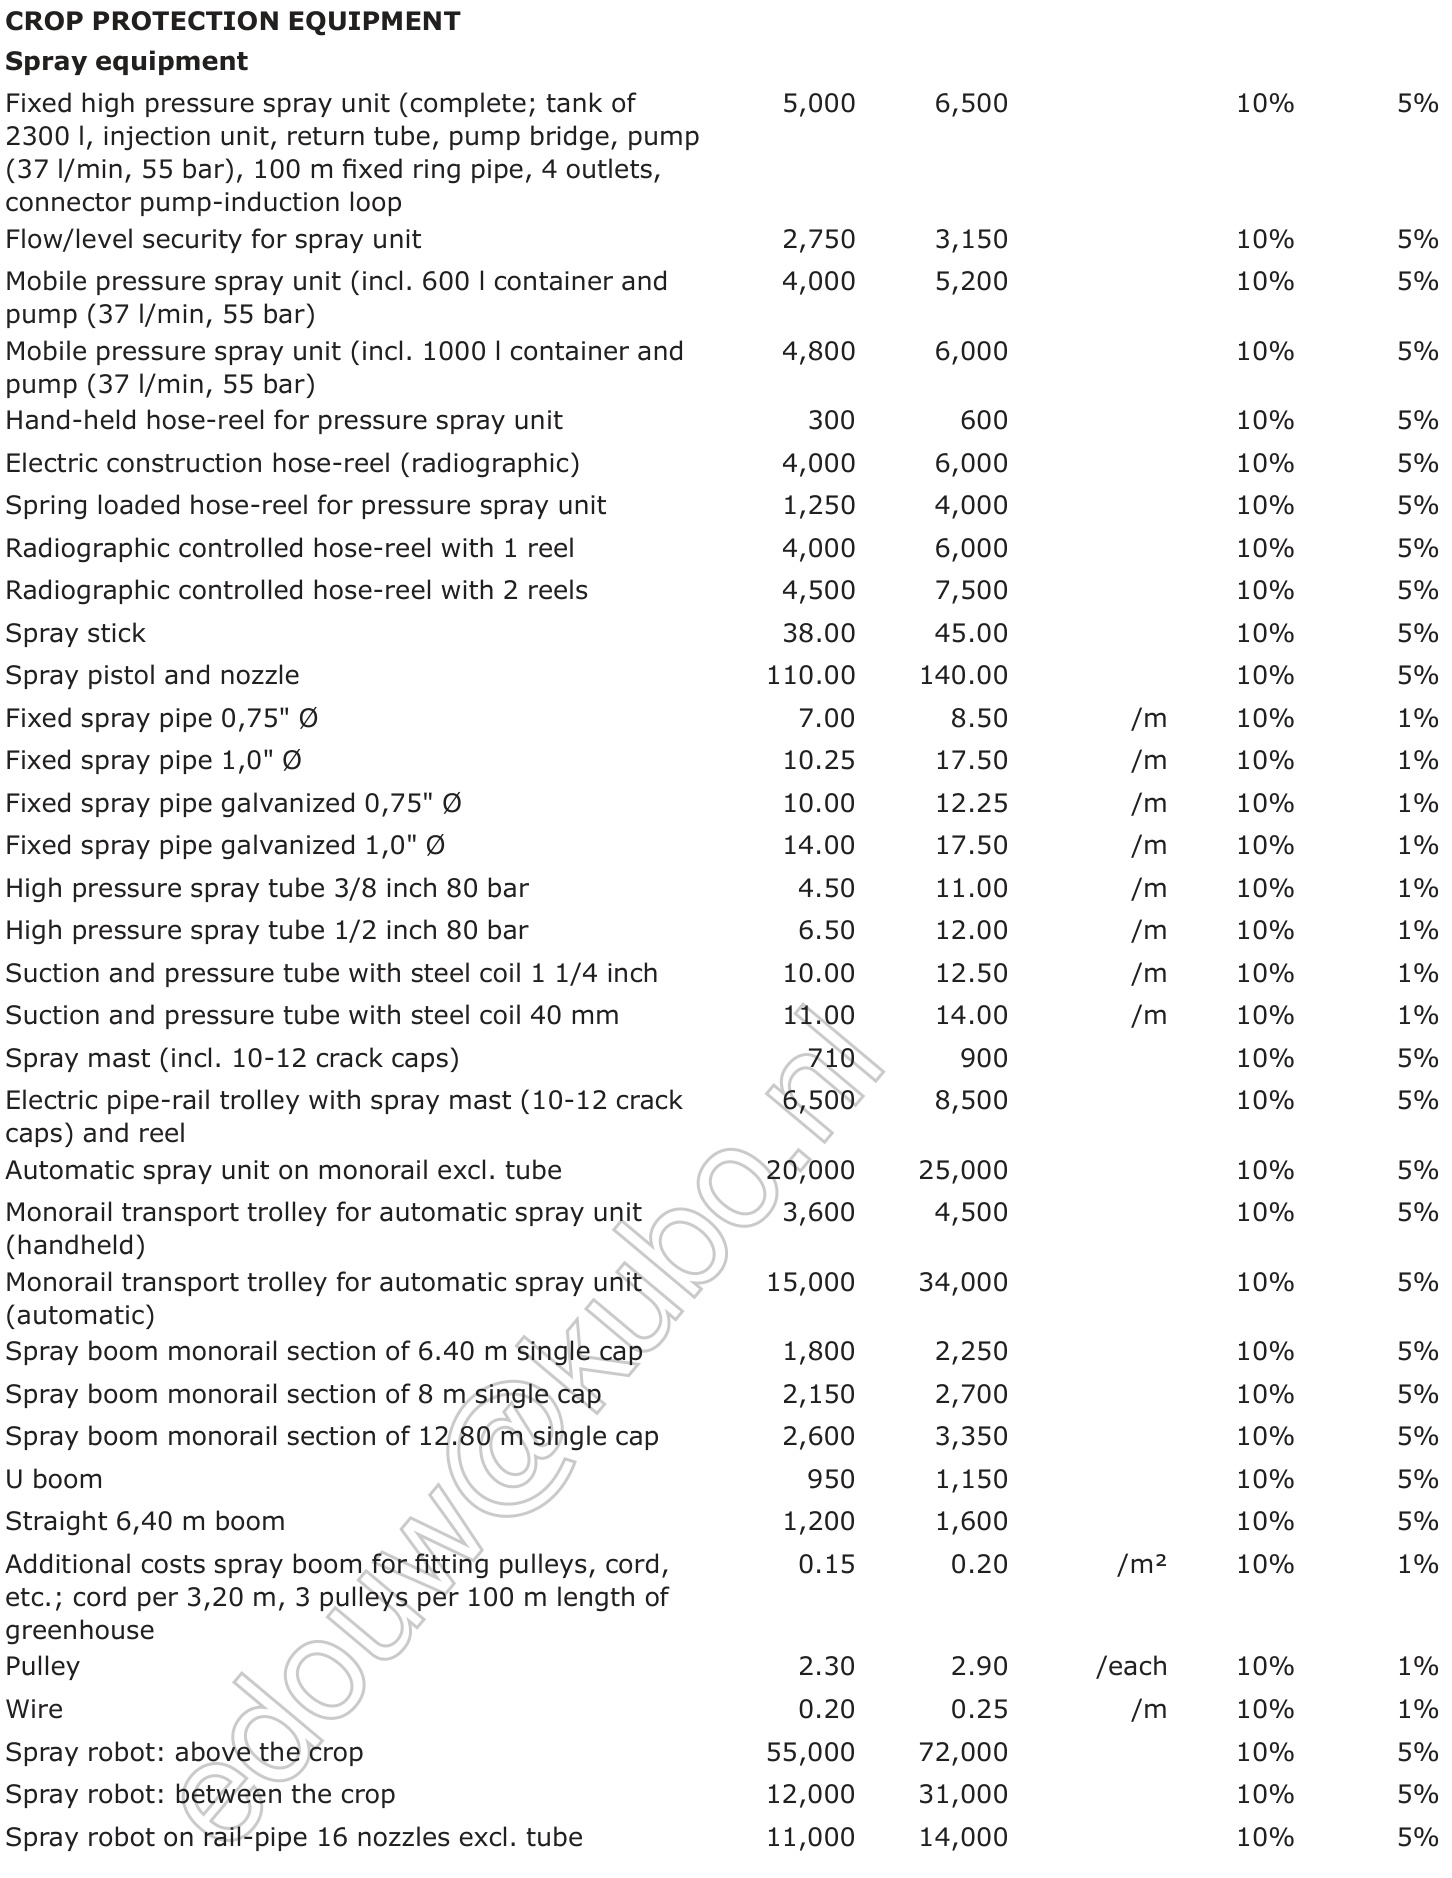 CROP PROTECTION EQUIPMENT
Spray equipment
Fixed high pressure spray unit (complete; tank of 5,000 6,500 10% 5%
2300 l, injection unit, return tube, pump bridge, pump
(37 l/min, 55 bar), 100 m fixed ring pipe, 4 outlets,
connector pump-induction loop
Flow/level security for spray unit 2,750 3,150 10% 5%
Mobile pressure spray unit (incl. 600 l container and 4,000 5,200 10% 5%
pump (37 l/min, 55 bar)
Mobile pressure spray unit (incl. 1000 l container and 4,800 6,000 10% 5%
pump (37 l/min, 55 bar)
Hand-held hose-reel for pressure spray unit 300 600 10% 5%
Electric construction hose-reel (radiographic) 4,000 6,000 10% 5%
Spring loaded hose-reel for pressure spray unit 1,250 4,000 10% 5%
Radiographic controlled hose-reel with 1 reel 4,000 6,000 10% 5%
Radiographic controlled hose-reel with 2 reels 4,500 7,500 10% 5%
Spray stick 38.00 45.00 10% 5%
Spray pistol and nozzle 110.00 140.00 10% 5%
Fixed spray pipe 0,75" Ø 7.00 8.50 /m 10% 1%
Fixed spray pipe 1,0" Ø 10.25 17.50 /m 10% 1%
Fixed spray pipe galvanized 0,75" Ø 10.00 12.25 /m 10% 1%
Fixed spray pipe galvanized 1,0" Ø 14.00 17.50 /m 10% 1%
High pressure spray tube 3/8 inch 80 bar 4.50 11.00 /m 10% 1%
High pressure spray tube 1/2 inch 80 bar 6.50 12.00 /m 10% 1%
Suction and pressure tube with steel coil 1 1/4 inch 10.00 12.50 /m 10% 1%
Suction and pressure tube with steel coil 40 mm 11.00 14.00 /m 10% 1%
Spray mast (incl. 10-12 crack caps) 710 900 10% 5%
Electric pipe-rail trolley with spray mast (10-12 crack 6,500 8,500 10% 5%
caps) and reel
Automatic spray unit on monorail excl. tube 20,000 25,000 10% 5%
Monorail transport trolley for automatic spray unit 3,600 4,500 10% 5%
(handheld)
Monorail transport trolley for automatic spray unit 15,000 34,000 10% 5%
(automatic)
Spray boom monorail section of 6.40 m single cap 1,800 2,250 10% 5%
Spray boom monorail section of 8 m single cap 2,150 2,700 10% 5%
Spray boom monorail section of 12.80 m single cap 2,600 3,350 10% 5%
U boom 950 1,150 10% 5%
Straight 6,40 m boom 1,200 1,600 10% 5%
Additional costs spray boom for fitting pulleys, cord, 0.15 0.20 /m² 10% 1%
etc.; cord per 3,20 m, 3 pulleys per 100 m length of
greenhouse
Pulley 2.30 2.90 /each 10% 1%
Wire 0.20 0.25 /m 10% 1%
Spray robot: above the crop 55,000 72,000 10% 5%
Spray robot: between the crop 12,000 31,000 10% 5%
Spray robot on rail-pipe 16 nozzles excl. tube 11,000 14,000 10% 5%
edouw@kubo.nl